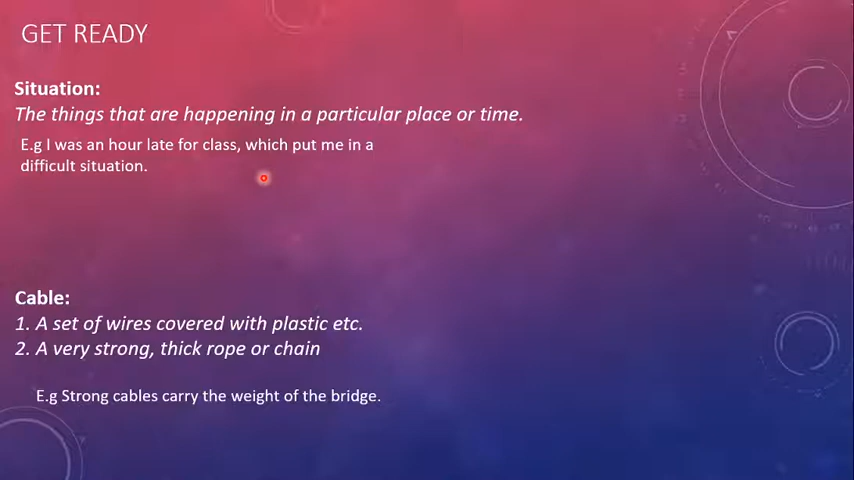 GET READY
Situation:
The things that are happening in a particular place or time.
E.g I was an hour late for class, which put me in a
difficult situation.
Cable:
1. A set of wires covered with plastic etc.
2. A very strong, thick rope or chain
E.g Strong cables carry the weight of the bridge.